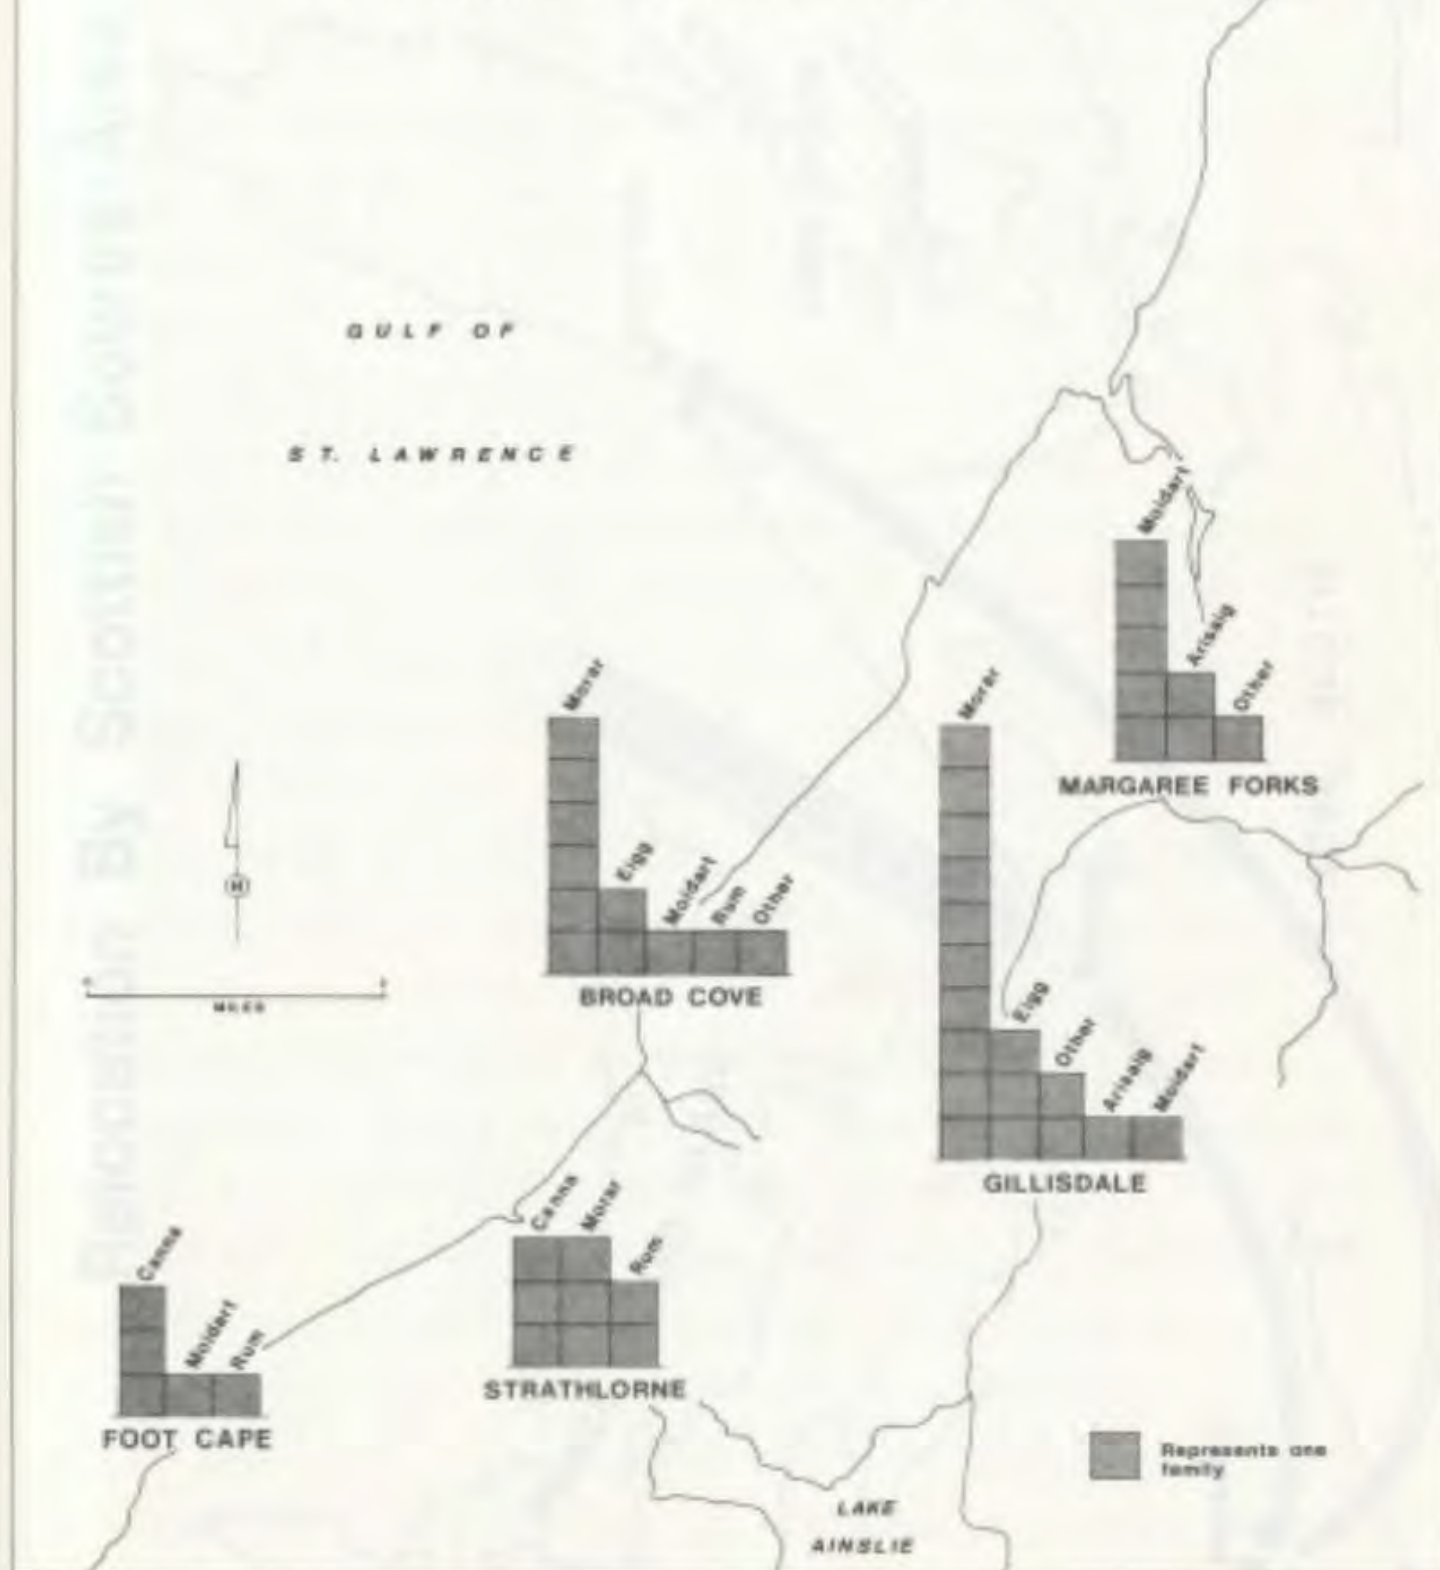 GULF OF
ST. LAWRENCE
Moidart
Arisaig
Other
MARGAREE FORKS
Morar
Eigg
Moidart
Rum
Other
BROAD COVE
Morar
Eigg
Other
Arisaig
Moidart
GILLISDALE
N
MILES
Canna
Morar
Rum
STRATHLORNE
Canna
Moidart
Rum
FOOT CAPE
Represents one
family
LAKE
AINSLIE